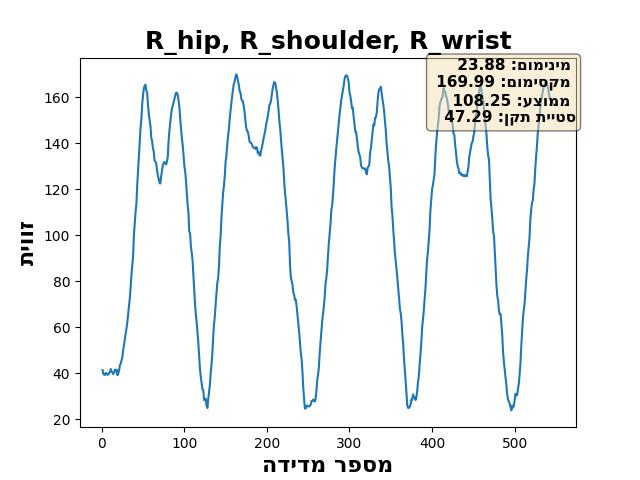 R_hip, R_shoulder, R_wrist
מינימום: 23.88
מקסימום: 169.99
ממוצע: 108.25
סטיית תקן: 47.29
160
140
120
100
80
60
40
20
זווית
0 100 200 300 400 500
מספר מדידה